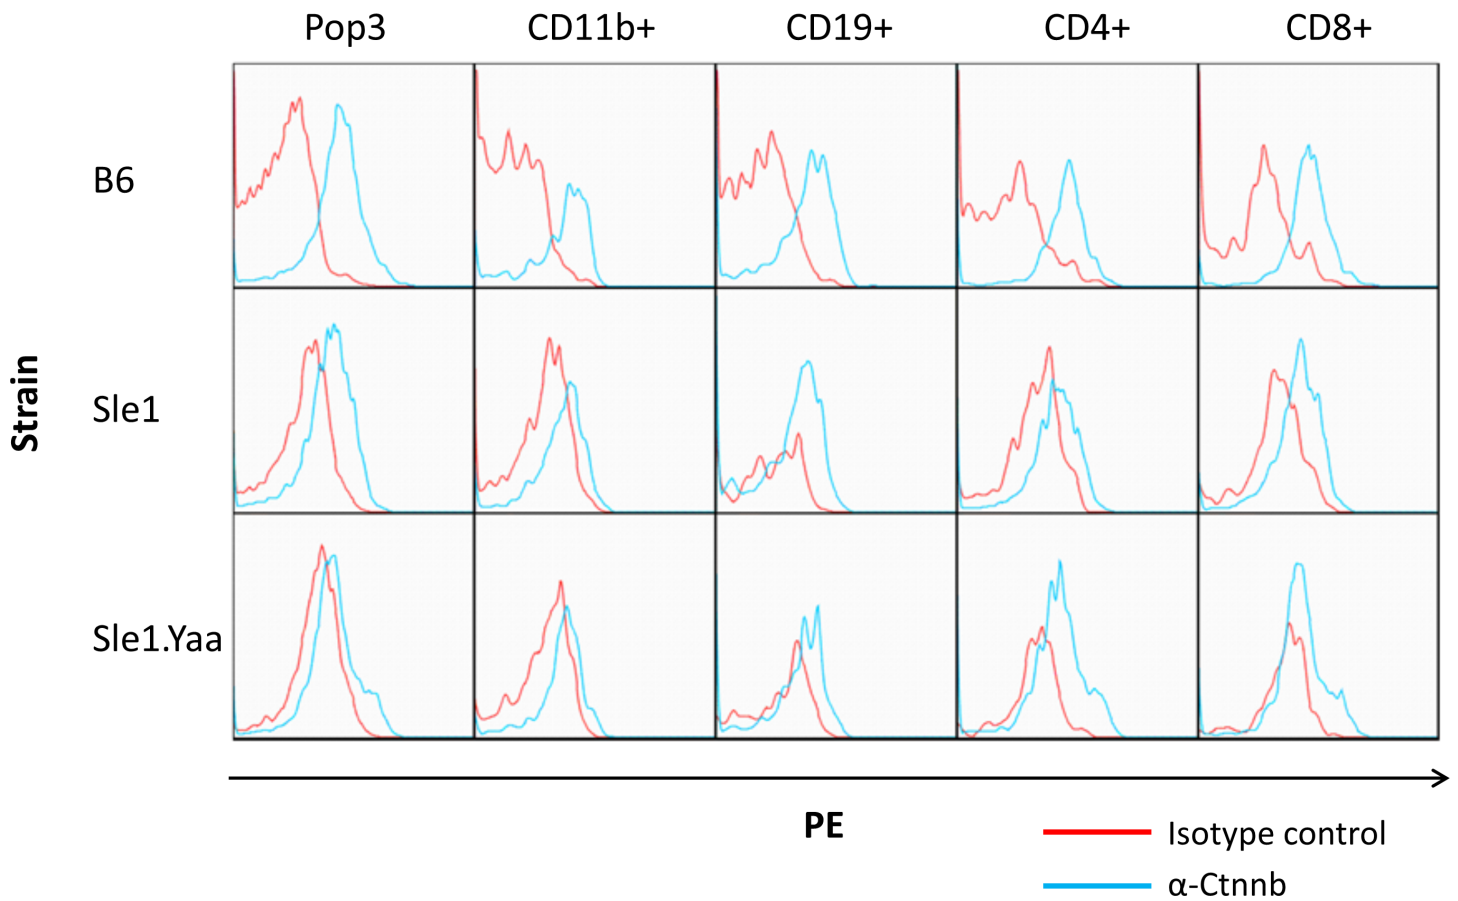 Pop3 CD11b+ CD19+ CD4+ CD8+
B6
Strain
Sle1
Sle1.Yaa
PE
Isotype control
α-Ctnnb